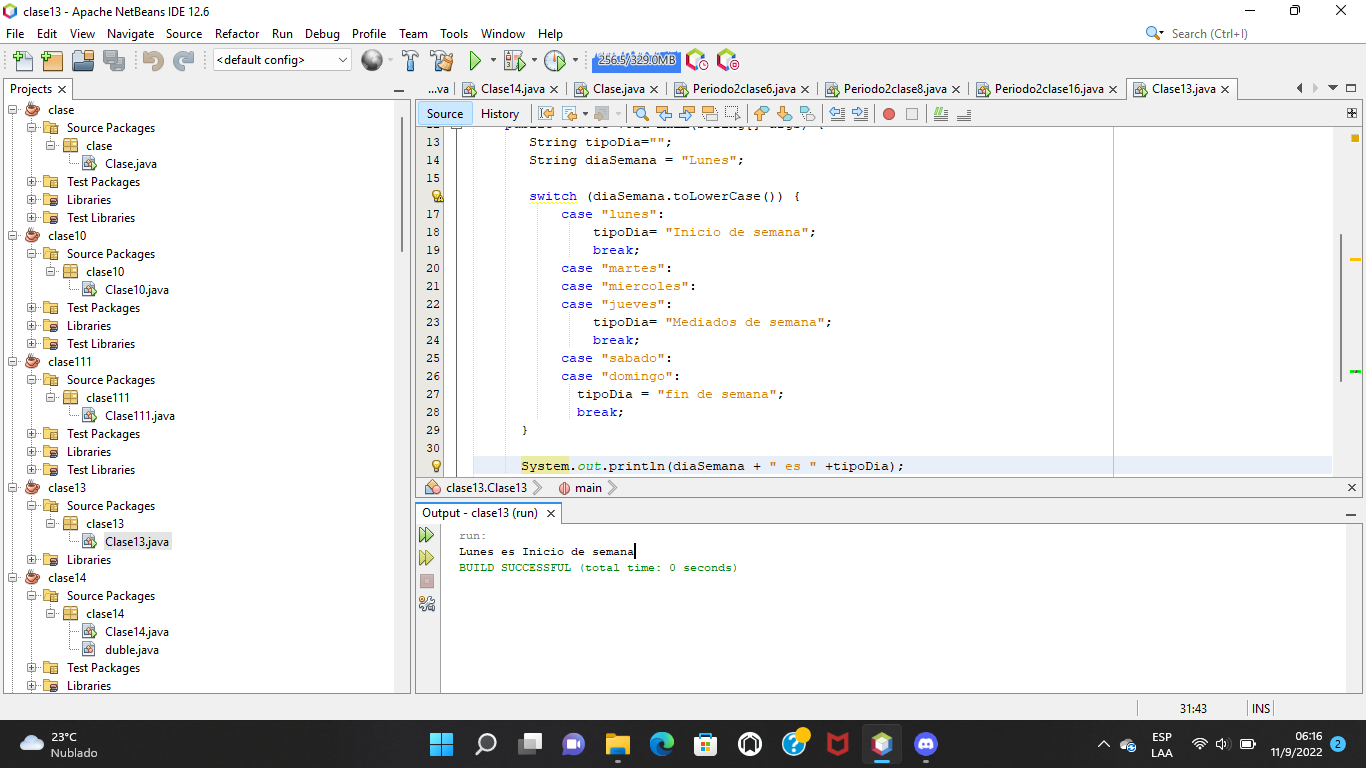 clase13 - Apache NetBeans IDE 12.6
File Edit View Navigate Source Refactor Run Debug Profile Team Tools Window Help
Search (Ctrl+I)
<default config>
256.5/329.0MB
Projects
clase
Source Packages
clase
Clase.java
Test Packages
Libraries
Test Libraries
clase10
Source Packages
clase10
Clase10.java
Test Packages
Libraries
Test Libraries
clase111
Source Packages
clase111
Clase111.java
Test Packages
Libraries
Test Libraries
clase13
Source Packages
clase13
Clase13.java
Libraries
clase14
Source Packages
clase14
Clase14.java
duble.java
Test Packages
Libraries
...va Clase14.java Clase.java Periodo2clase6.java Periodo2clase8.java Periodo2clase16.java Clase13.java
Source History
12 public static void main(String[] args) {
13 String tipoDia="";
14 String diaSemana = "Lunes";
15
switch (diaSemana.toLowerCase()) {
17 case "lunes":
18 tipoDia= "Inicio de semana";
19 break;
20 case "martes":
21 case "miercoles":
22 case "jueves":
23 tipoDia= "Mediados de semana";
24 break;
25 case "sabado":
26 case "domingo":
27 tipoDia = "fin de semana";
28 break;
29 }
30
System.out.println(diaSemana + " es " +tipoDia);
clase13.Clase13 main
Output - clase13 (run)
run:
Lunes es Inicio de semana
BUILD SUCCESSFUL (total time: 0 seconds)
31:43 INS
23°C
Nublado
ESP
LAA
06:16
11/9/2022
2